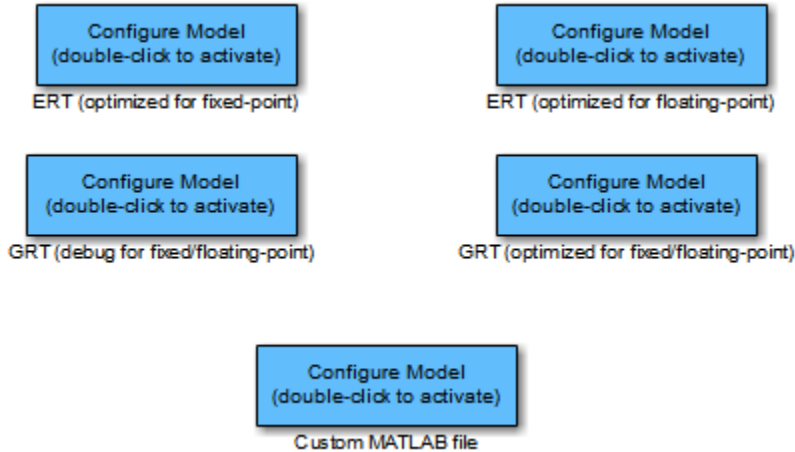 Configure Model
(double-click to activate)
ERT (optimized for fixed-point)
Configure Model
(double-click to activate)
ERT (optimized for floating-point)
Configure Model
(double-click to activate)
GRT (debug for fixed/floating-point)
Configure Model
(double-click to activate)
GRT (optimized for fixed/floating-point)
Configure Model
(double-click to activate)
Custom MATLAB file